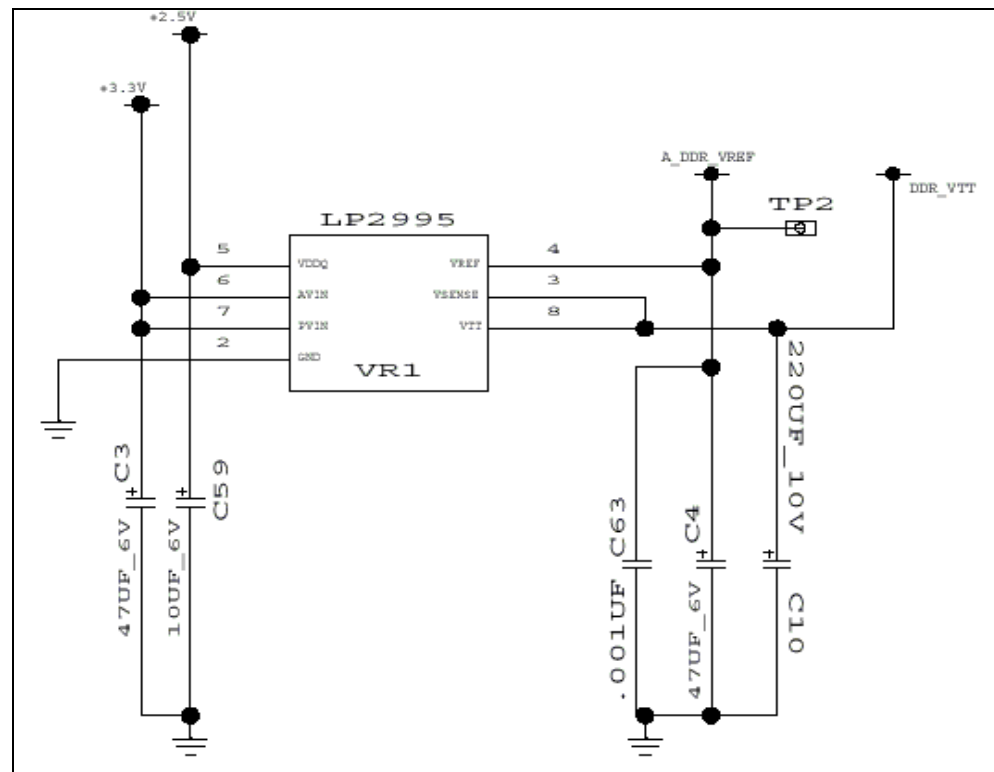 *2.5V
*3.3V
A_DDR_VREF
DDR_VTT
TP2
LP2995
5 VDDQ VREF 4
6 AVIN VSENSE 3
7 PVIN VTT 8
2 GND
VR1
C3
47UF_6V
C59
10UF_6V
C63
.001UF
C4
47UF_6V
220UF_10V
C10